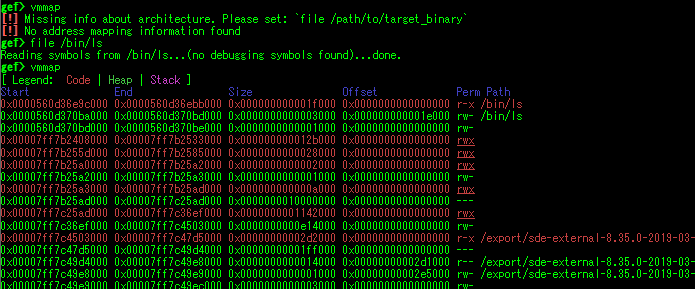 gef> vmmap
[!] Missing info about architecture. Please set: `file /path/to/target_binary`
[!] No address mapping information found
gef> file /bin/ls
Reading symbols from /bin/ls...(no debugging symbols found)...done.
gef> vmmap
[ Legend:  Code | Heap | Stack ]
Start              End                Size               Offset             Perm Path
0x0000560d36e9c000 0x0000560d36ebb000 0x000000000001f000 0x0000000000000000 r-x /bin/ls
0x0000560d370ba000 0x0000560d370bd000 0x0000000000003000 0x000000000001e000 rw- /bin/ls
0x0000560d370bd000 0x0000560d370be000 0x0000000000001000 0x0000000000000000 rw-
0x00007ff7b2408000 0x00007ff7b2533000 0x000000000012b000 0x0000000000000000 rwx
0x00007ff7b255d000 0x00007ff7b2585000 0x0000000000028000 0x0000000000000000 rwx
0x00007ff7b25a0000 0x00007ff7b25a2000 0x0000000000002000 0x0000000000000000 rwx
0x00007ff7b25a2000 0x00007ff7b25a3000 0x0000000000001000 0x0000000000000000 rw-
0x00007ff7b25a3000 0x00007ff7b25ad000 0x000000000000a000 0x0000000000000000 rwx
0x00007ff7b25ad000 0x00007ff7c25ad000 0x0000000010000000 0x0000000000000000 ---
0x00007ff7c25ad000 0x00007ff7c36ef000 0x0000000001142000 0x0000000000000000 rwx
0x00007ff7c36ef000 0x00007ff7c4503000 0x0000000000e14000 0x0000000000000000 rw-
0x00007ff7c4503000 0x00007ff7c47d5000 0x00000000002d2000 0x0000000000000000 r-x /export/sde-external-8.35.0-2019-03-
0x00007ff7c47d5000 0x00007ff7c49d4000 0x00000000001ff000 0x0000000000000000 ---
0x00007ff7c49d4000 0x00007ff7c49e8000 0x0000000000014000 0x00000000002d1000 r-- /export/sde-external-8.35.0-2019-03-
0x00007ff7c49e8000 0x00007ff7c49e9000 0x0000000000001000 0x00000000002e5000 rw- /export/sde-external-8.35.0-2019-03-
0x00007ff7c49e9000 0x00007ff7c49ec000 0x0000000000003000 0x0000000000000000 rw-